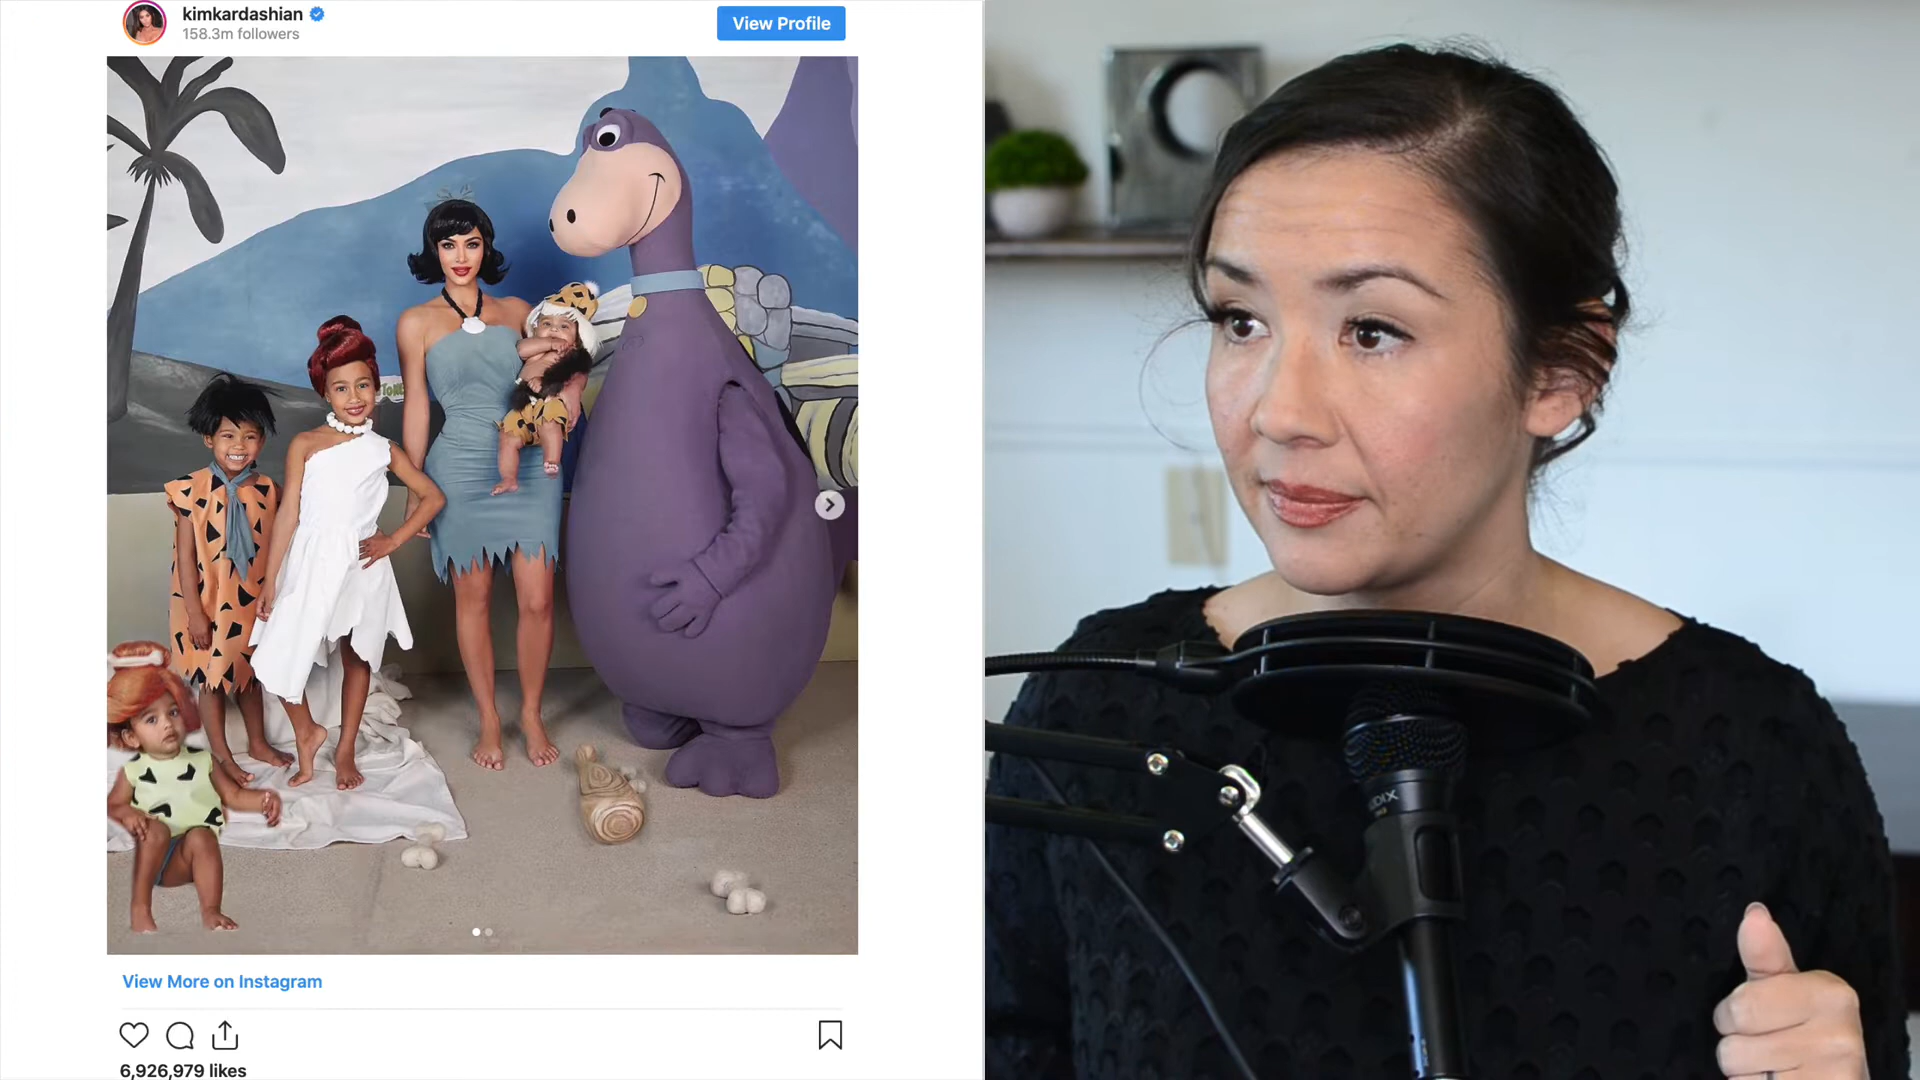 kimkardashian
158.3m followers
View Profile
View More on Instagram
6,926,979 likes